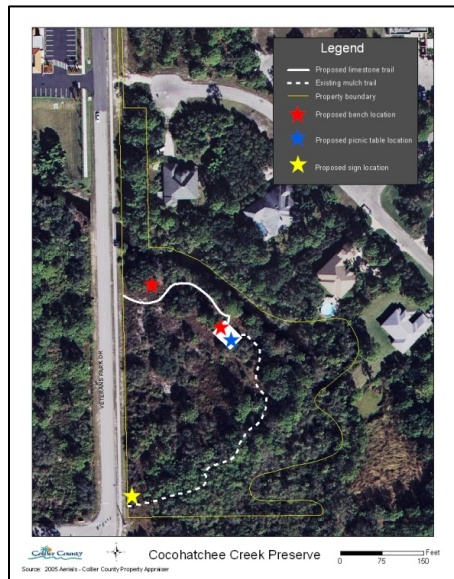 Legend
Proposed limestone trail
Existing mulch trail
Property boundary
Proposed bench location
Proposed picnic table location
Proposed sign location
VETERANS PARK DR
Collier County
Cocohatchee Creek Preserve
Feet
0 75 150
Source: 2005 Aerials - Collier County Property Appraiser